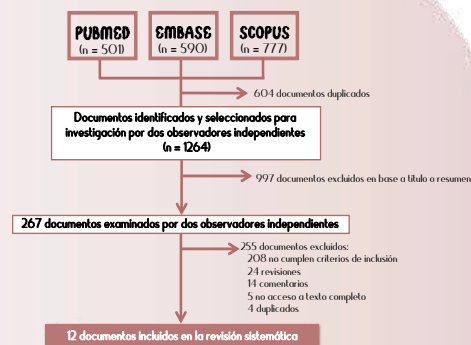 PUBMED EMBASE SCOPUS
(n = 501) (n = 590) (n = 777)
604 documentos duplicados
Documentos identificados y seleccionados para
investigación por dos observadores independientes
(n = 1264)
997 documentos excluidos en base a título o resumen
267 documentos examinados por dos observadores independientes
255 documentos excluidos:
208 no cumplen criterios de inclusión
24 revisiones
14 comentarios
5 no acceso a texto completo
4 duplicados
12 documentos incluidos en la revisión sistemática